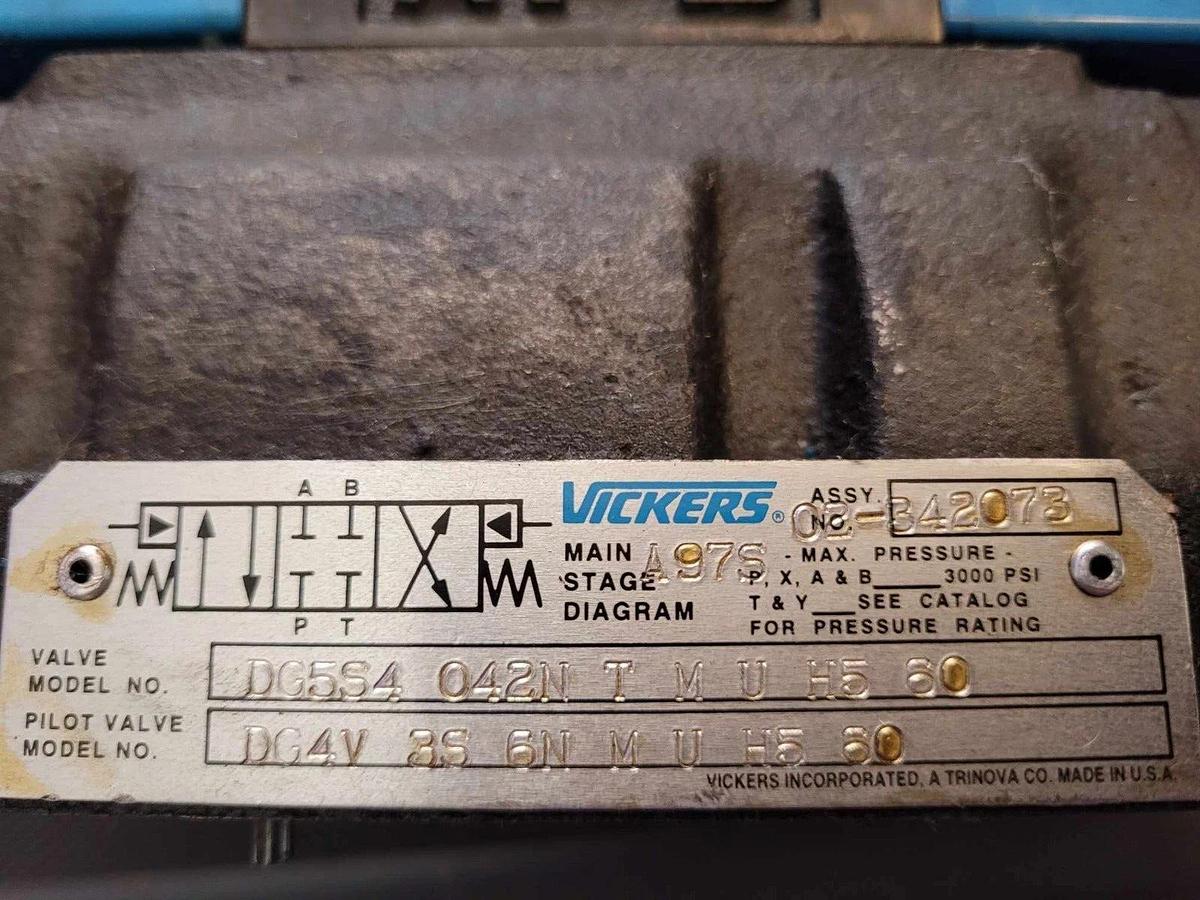 A B
VICKERS®
ASSY. NO. 02-342073
MAIN STAGE DIAGRAM
A97S
- MAX. PRESSURE -
P, X, A & B____3000 PSI
T & Y___SEE CATALOG
FOR PRESSURE RATING
P T
VALVE MODEL NO. DG5S4 042N T M U H5 60
PILOT VALVE MODEL NO. DG4V 3S 6N M U H5 60
VICKERS INCORPORATED, A TRINOVA CO. MADE IN U.S.A.